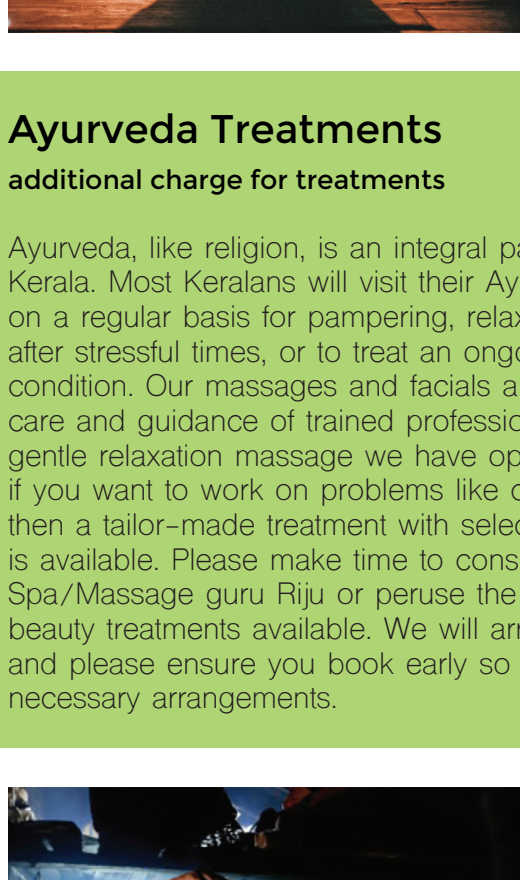 Ayurveda Treatments
additional charge for treatments
Ayurveda, like religion, is an integral
Kerala. Most Keralans will visit their
on a regular basis for pampering,
after stressful times, or to treat an
condition. Our massages and facials
care and guidance of trained
gentle relaxation massage we have
if you want to work on problems like
then a tailor-made treatment with
is available. Please make time to
Spa/Massage guru Riju or peruse the
beauty treatments available. We will
and please ensure you book early so
necessary arrangements.